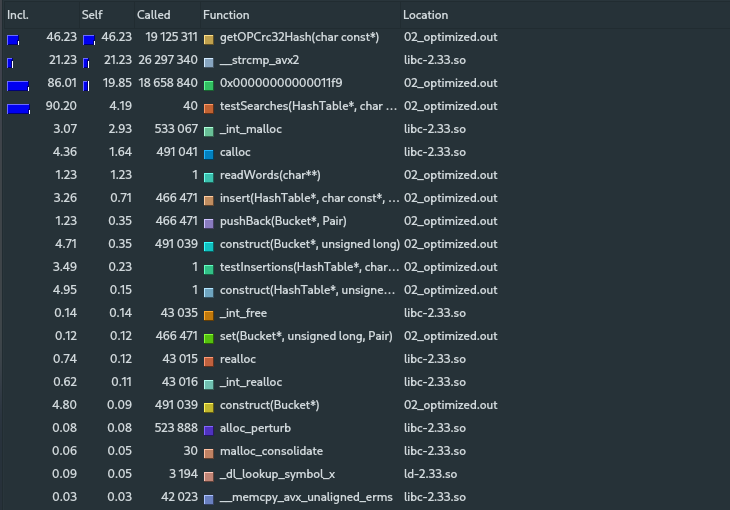 Incl. Self Called Function Location
46.23 46.23 19 125 311 getOPCrc32Hash(char const*) 02_optimized.out
21.23 21.23 26 297 340 __strcmp_avx2 libc-2.33.so
86.01 19.85 18 658 840 0x00000000000011f9 02_optimized.out
90.20 4.19 40 testSearches(HashTable*, char ... 02_optimized.out
3.07 2.93 533 067 _int_malloc libc-2.33.so
4.36 1.64 491 041 calloc libc-2.33.so
1.23 1.23 1 readWords(char**) 02_optimized.out
3.26 0.71 466 471 insert(HashTable*, char const*, ... 02_optimized.out
1.23 0.35 466 471 pushBack(Bucket*, Pair) 02_optimized.out
4.71 0.35 491 039 construct(Bucket*, unsigned long) 02_optimized.out
3.49 0.23 1 testInsertions(HashTable*, char... 02_optimized.out
4.95 0.15 1 construct(HashTable*, unsigne... 02_optimized.out
0.14 0.14 43 035 _int_free libc-2.33.so
0.12 0.12 466 471 set(Bucket*, unsigned long, Pair) 02_optimized.out
0.74 0.12 43 015 realloc libc-2.33.so
0.62 0.11 43 016 _int_realloc libc-2.33.so
4.80 0.09 491 039 construct(Bucket*) 02_optimized.out
0.08 0.08 523 888 alloc_perturb libc-2.33.so
0.06 0.05 30 malloc_consolidate libc-2.33.so
0.09 0.05 3 194 _dl_lookup_symbol_x ld-2.33.so
0.03 0.03 42 023 __memcpy_avx_unaligned_erms libc-2.33.so